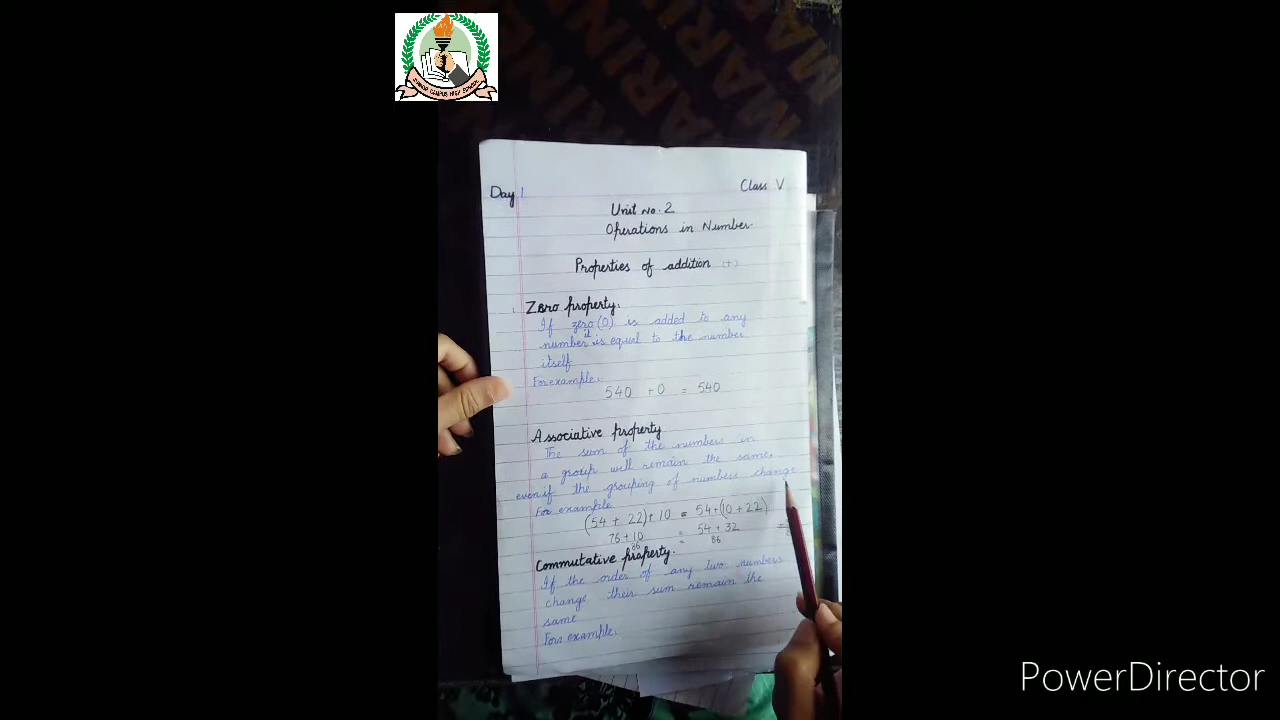 Day 1
Class V
Unit No. 2
Operations in Number.
Properties of addition (+)
Zero property.
If zero (0) is added to any
number it is equal to the number
itself
For example.
540 + 0 = 540
Associative property
The sum of the numbers in
a group will remain the same,
even if the grouping of numbers change
For example
(54 + 22) + 10 = 54 + (10 + 22)
76 + 10 = 54 + 32
86 = 86
Commutative property.
If the order of any two numbers
change their sum remain the
same
For example.
PowerDirector